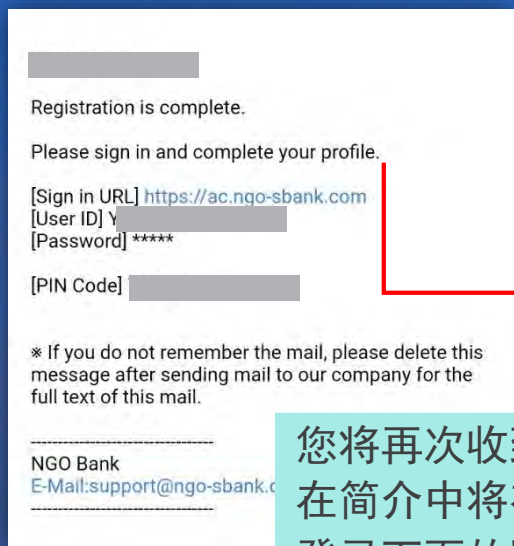 Registration is complete.
Please sign in and complete your profile.
[Sign in URL] https://ac.ngo-sbank.com
[User ID] Y
[Password] *****
[PIN Code]
※ If you do not remember the mail, please delete this
message after sending mail to our company for the
full text of this mail.
---------------------------------
NGO Bank
E-Mail:support@ngo-sbank.c
---------------------------------
您将再次收
在简介中将